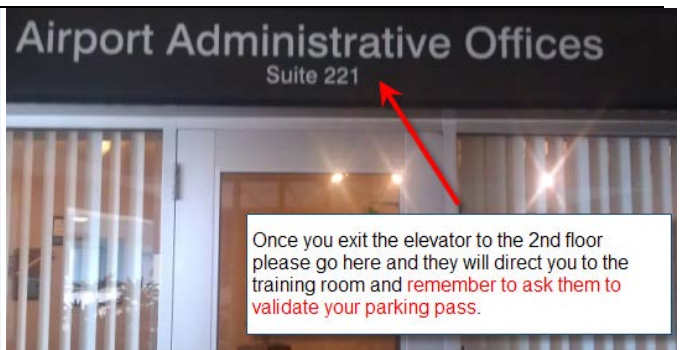 Airport Administrative Offices
Suite 221
Once you exit the elevator to the 2nd floor
please go here and they will direct you to the
training room and remember to ask them to
validate your parking pass.